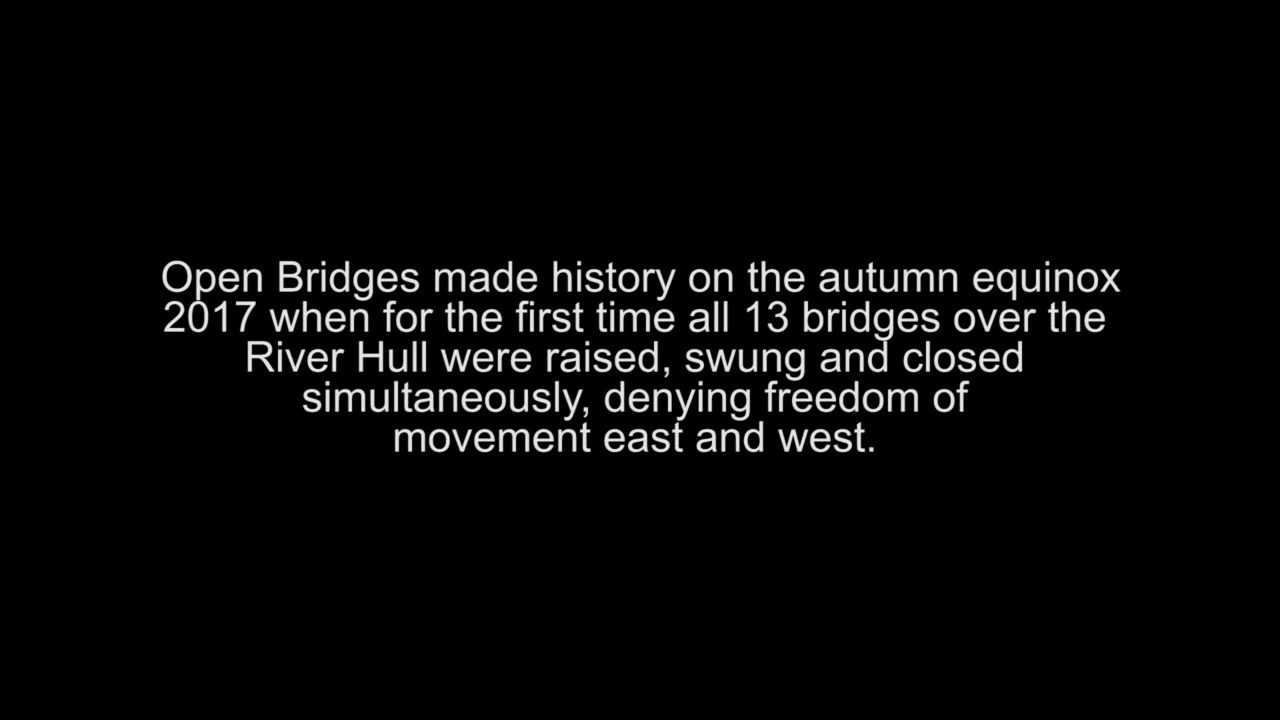 Open Bridges made history on the autumn equinox
2017 when for the first time all 13 bridges over the
River Hull were raised, swung and closed
simultaneously, denying freedom of
movement east and west.